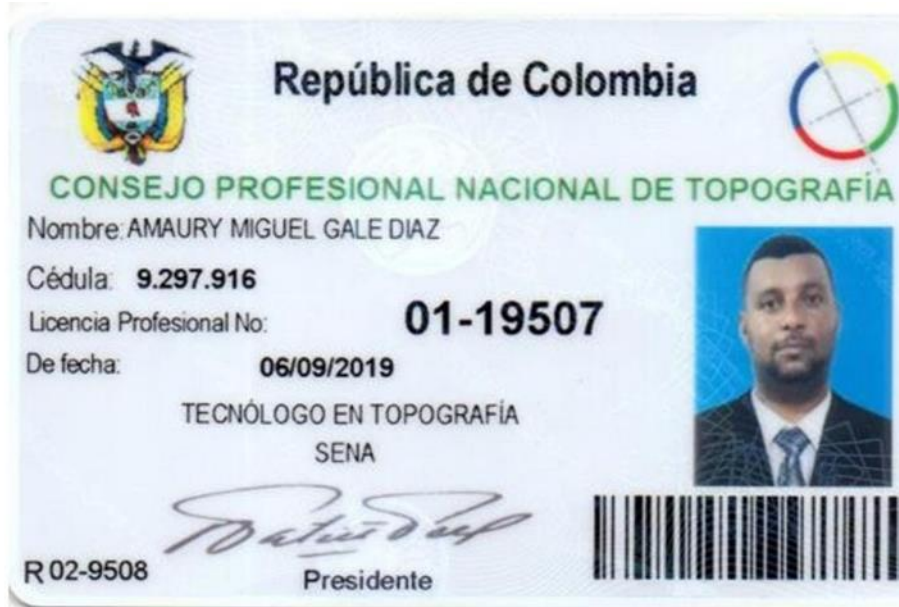 República de Colombia
CONSEJO PROFESIONAL NACIONAL DE TOPOGRAFÍA
Nombre: AMAURY MIGUEL GALE DIAZ
Cédula: 9.297.916
Licencia Profesional No: 01-19507
De fecha: 06/09/2019
TECNÓLOGO EN TOPOGRAFÍA
SENA
R 02-9508
Presidente